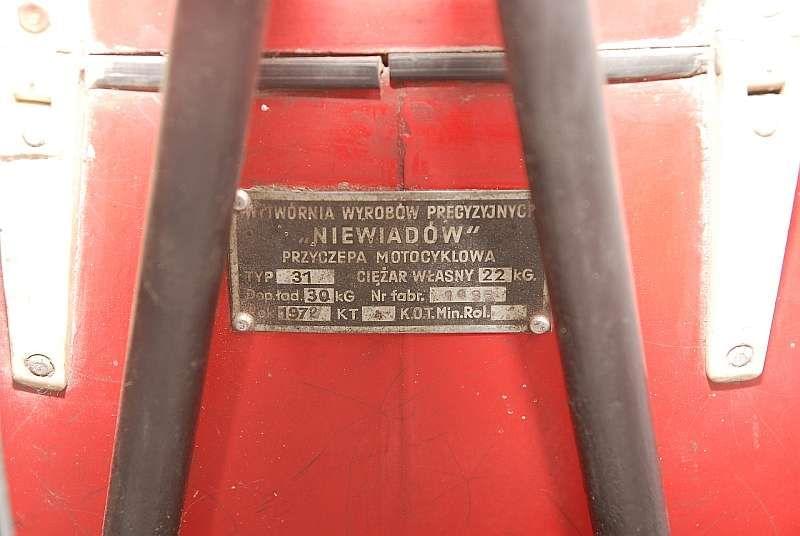 WYTWÓRNIA WYROBÓW PRECYZYJNYCH
„NIEWIADÓW"
PRZYCZEPA MOTOCYKLOWA
TYP 31 CIĘŻAR WŁASNY 22 kG.
Dop.ład. 30 kG Nr fabr.
1972 KT K.O.T.Min.Rol.